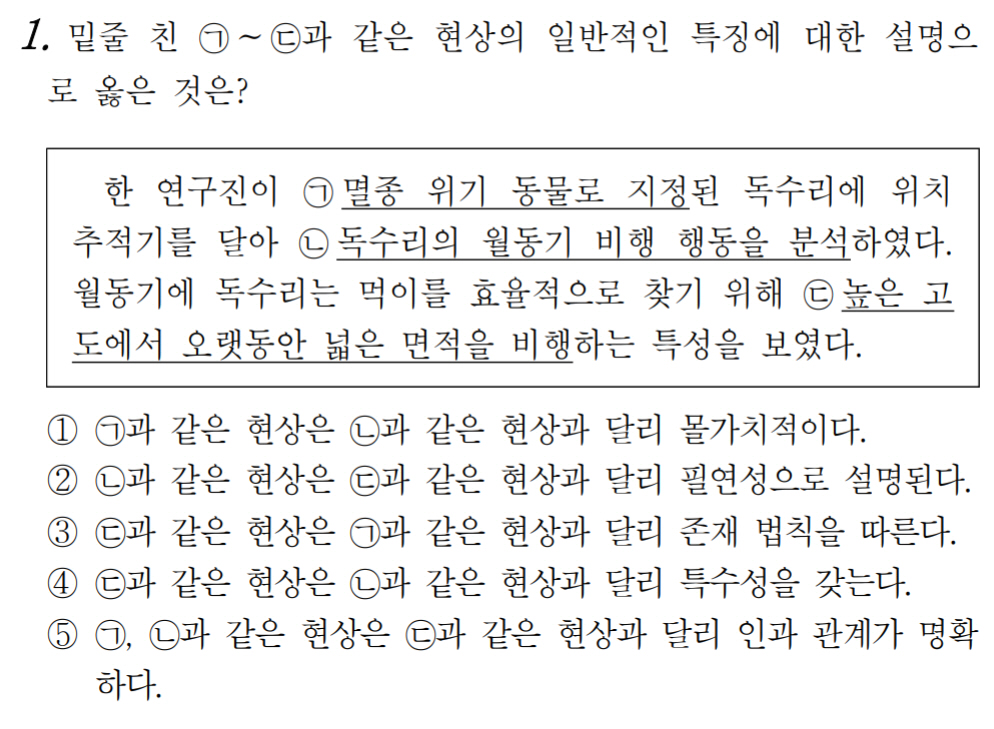 1. 밑줄 친 ㉠~㉢과 같은 현상의 일반적인 특징에 대한 설명으
로 옳은 것은?
한 연구진이 ㉠멸종 위기 동물로 지정된 독수리에 위치
추적기를 달아 ㉡독수리의 월동기 비행 행동을 분석하였다.
월동기에 독수리는 먹이를 효율적으로 찾기 위해 ㉢높은 고
도에서 오랫동안 넓은 면적을 비행하는 특성을 보였다.
① ㉠과 같은 현상은 ㉡과 같은 현상과 달리 몰가치적이다.
② ㉡과 같은 현상은 ㉢과 같은 현상과 달리 필연성으로 설명된다.
③ ㉢과 같은 현상은 ㉠과 같은 현상과 달리 존재 법칙을 따른다.
④ ㉢과 같은 현상은 ㉡과 같은 현상과 달리 특수성을 갖는다.
⑤ ㉠, ㉡과 같은 현상은 ㉢과 같은 현상과 달리 인과 관계가 명확
하다.